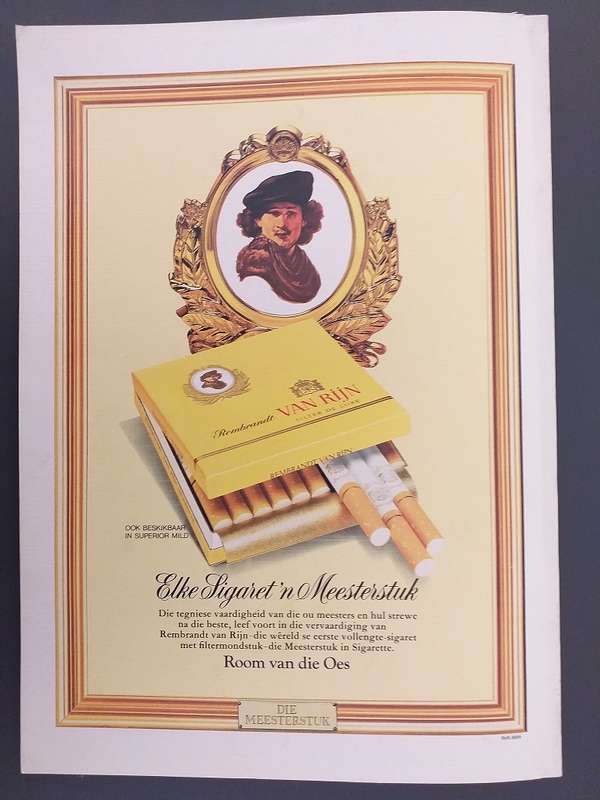 Rembrandt VAN RIJN
FILTER DE LUXE
REMBRANDT VAN RIJN
OOK BESKIKBAAR
IN SUPERIOR MILD
Elke Sigaret 'n Meesterstuk
Die tegniese vaardigheid van die ou meesters en hul strewe
na die beste, leef voort in die vervaardiging van
Rembrandt van Rijn-die wêreld se eerste vollengte-sigaret
met filtermondstuk-die Meesterstuk in Sigarette.
Room van die Oes
DIE
MEESTERSTUK